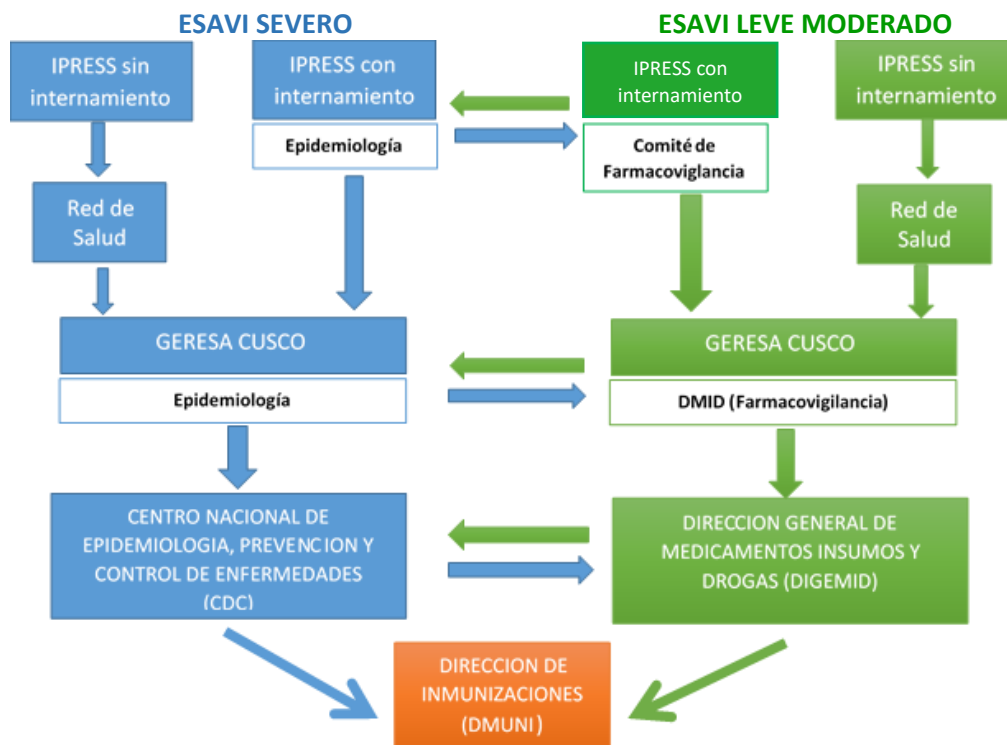 ESAVI SEVERO
ESAVI LEVE MODERADO
IPRESS sin
internamiento
IPRESS con
internamiento
Epidemiología
IPRESS con
internamiento
Comité de
Farmacoviglancia
IPRESS sin
internamiento
Red de
Salud
Red de
Salud
GERESA CUSCO
Epidemiología
GERESA CUSCO
DMID (Farmacovigilancia)
CENTRO NACIONAL DE
EPIDEMIOLOGIA, PREVENCION Y
CONTROL DE ENFERMEDADES
(CDC)
DIRECCION GENERAL DE
MEDICAMENTOS INSUMOS Y
DROGAS (DIGEMID)
DIRECCION DE
INMUNIZACIONES
(DMUNI)